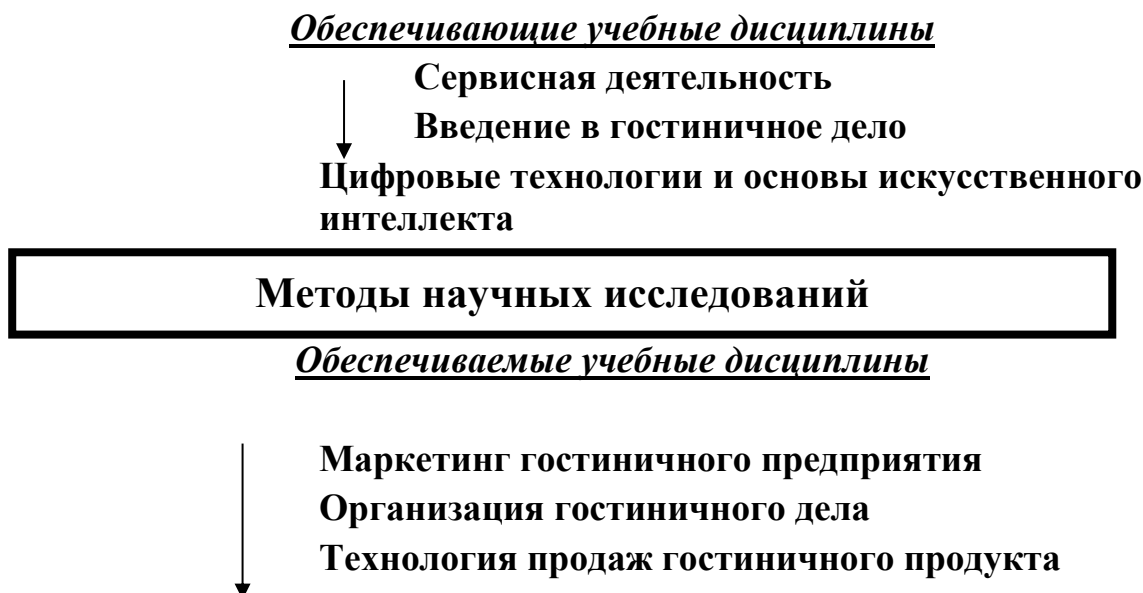 Обеспечивающие учебные дисциплины
Сервисная деятельность
Введение в гостиничное дело
Цифровые технологии и основы искусственного
интеллекта
Методы научных исследований
Обеспечиваемые учебные дисциплины
Маркетинг гостиничного предприятия
Организация гостиничного дела
Технология продаж гостиничного продукта